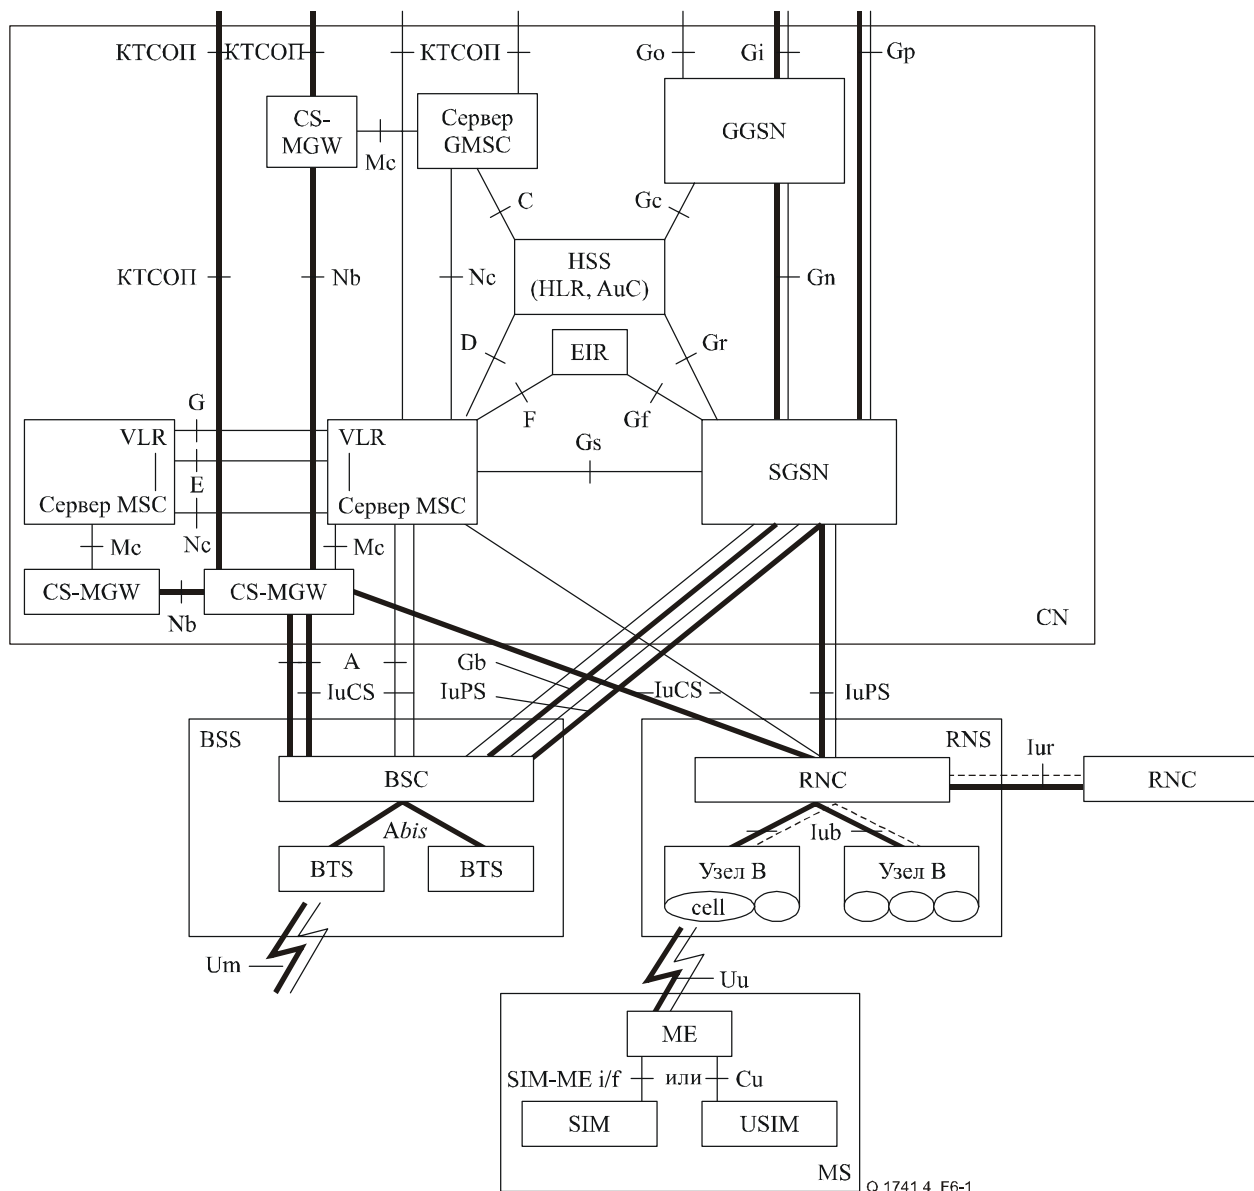 КТСОП
КТСОП
КТСОП
Go
Gi
Gp
CS-
MGW
Mc
Сервер
GMSC
GGSN
C
Gc
КТСОП
Nb
Nc
HSS
(HLR, AuC)
Gn
D
EIR
Gr
F
Gf
G
VLR
VLR
Gs
SGSN
E
Сервер MSC
Сервер MSC
Nc
Mc
Mc
CS-MGW
CS-MGW
Nb
CN
A
Gb
IuCS
IuPS
IuCS
IuPS
BSS
RNS
Iur
BSC
RNC
RNC
Abis
Iub
BTS
BTS
Узел B
Узел B
cell
Um
Uu
ME
SIM-ME i/f
или
Cu
SIM
USIM
MS
Q.1741.4_F6-1